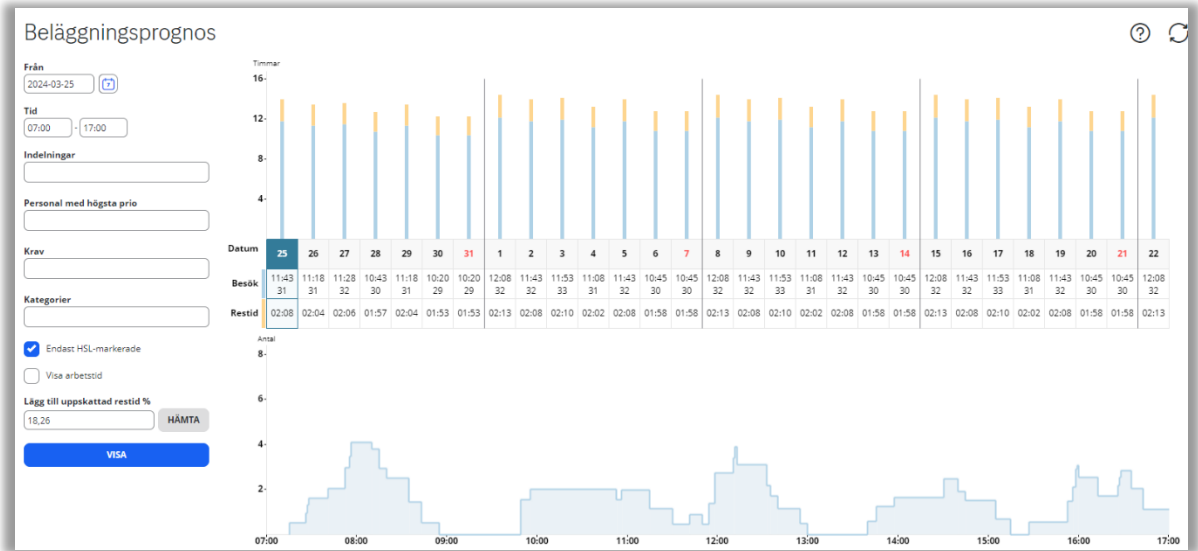 Beläggningsprognos
Från
2024-03-25
Tid
07:00 - 17:00
Indelningar
Personal med högsta prio
Krav
Kategorier
Endast HSL-markerade
Visa arbetstid
Lägg till uppskattad restid %
18,26 HÄMTA
VISA
Timmar
16
12
8
4
Datum 25 26 27 28 29 30 31 1 2 3 4 5 6 7 8 9 10 11 12 13 14 15 16 17 18 19 20 21 22
Besök 11:43 11:18 11:28 10:43 11:18 10:20 10:20 12:08 11:43 11:53 11:08 11:43 10:45 10:45 12:08 11:43 11:53 11:08 11:43 10:45 10:45 12:08 11:43 11:53 11:08 11:43 10:45 10:45 12:08
31 31 32 30 31 29 29 32 32 33 31 32 30 30 32 32 33 31 32 30 30 32 32 33 31 32 30 30 32
Restid 02:08 02:04 02:06 01:57 02:04 01:53 01:53 02:13 02:08 02:10 02:02 02:08 01:58 01:58 02:13 02:08 02:10 02:02 02:08 01:58 01:58 02:13 02:08 02:10 02:02 02:08 01:58 01:58 02:13
Antal
8
6
4
2
07:00 08:00 09:00 10:00 11:00 12:00 13:00 14:00 15:00 16:00 17:00